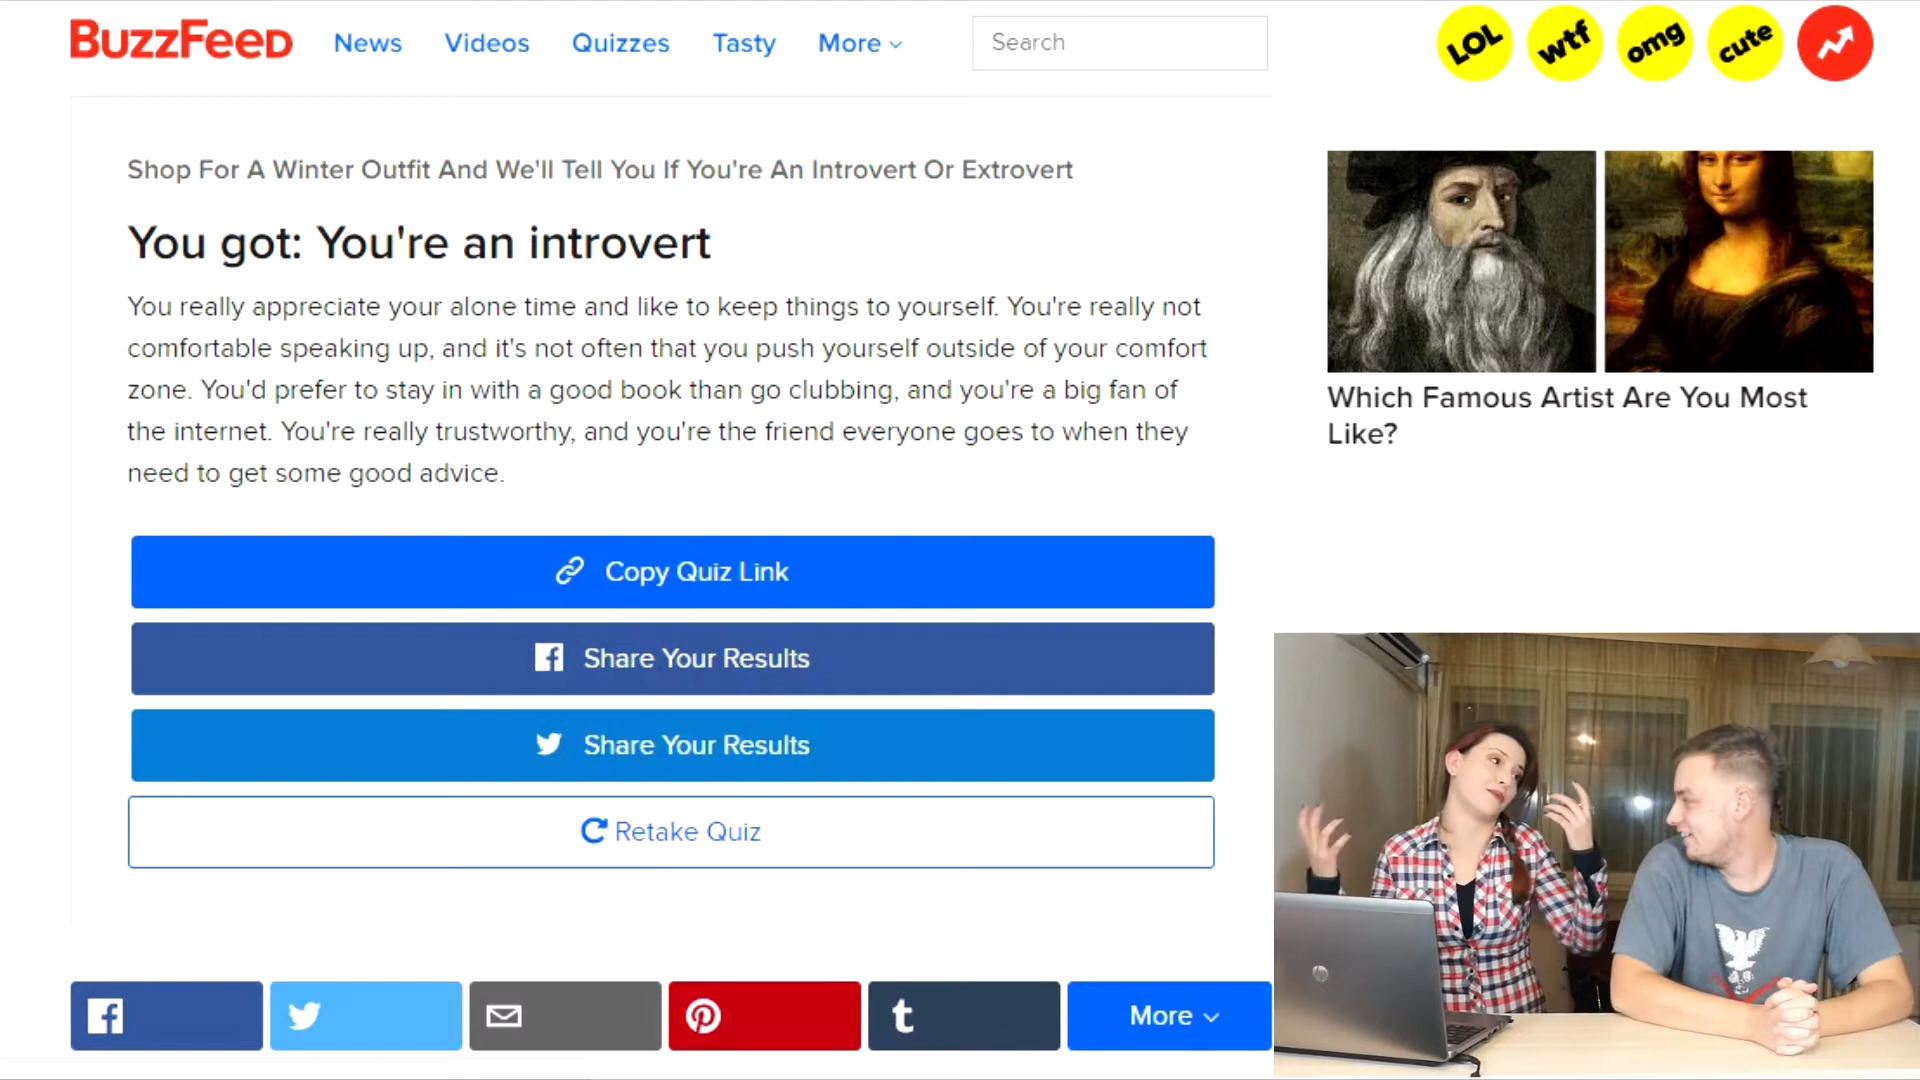 BuzzFeed
News
Videos
Quizzes
Tasty
More
Search
LOL
wtf
omg
cute
Shop For A Winter Outfit And We'll Tell You If You're An Introvert Or Extrovert
You got: You're an introvert
You really appreciate your alone time and like to keep things to yourself. You're really not
comfortable speaking up, and it's not often that you push yourself outside of your comfort
zone. You'd prefer to stay in with a good book than go clubbing, and you're a big fan of
the internet. You're really trustworthy, and you're the friend everyone goes to when they
need to get some good advice.
Copy Quiz Link
Share Your Results
Share Your Results
Retake Quiz
More
Which Famous Artist Are You Most
Like?
hp